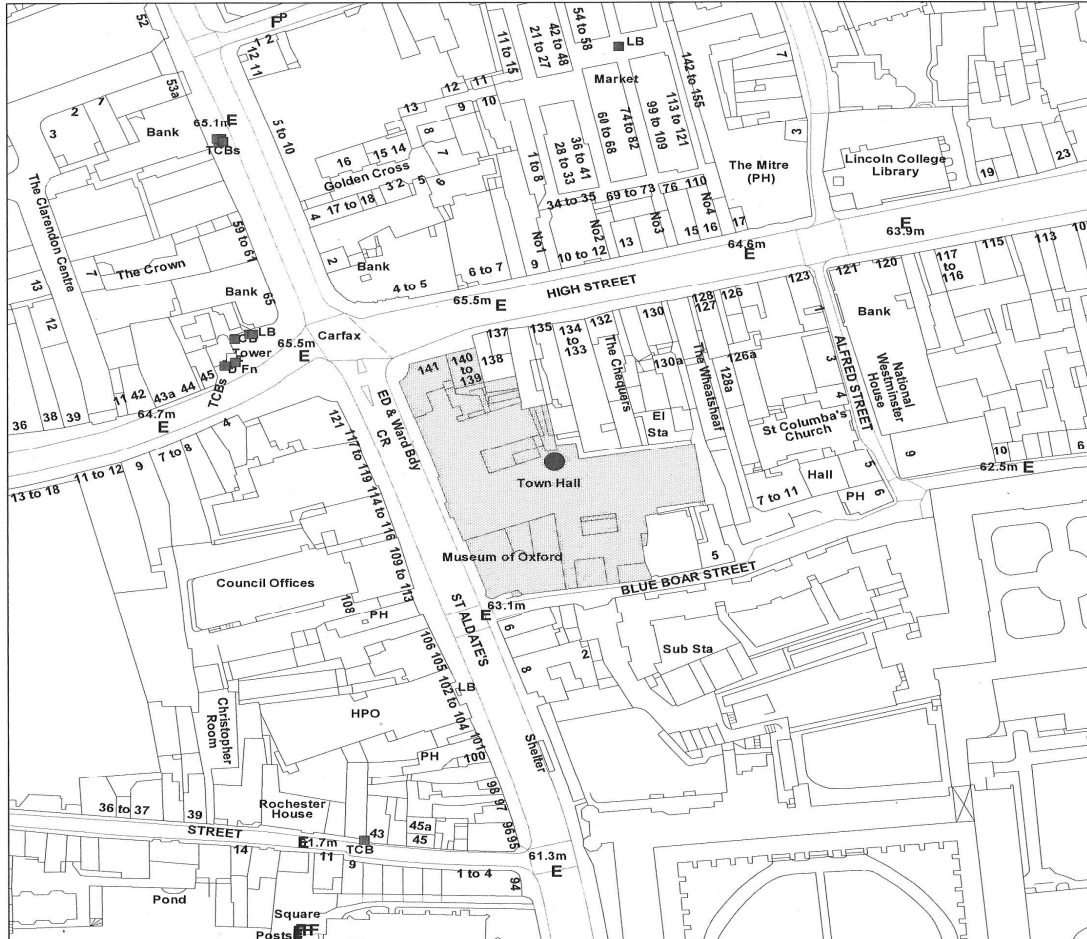 52
F P
1 2
12 11
53a
2 7
3
Bank
65.1m
E
TCBs
5 to 10
11 to 15
42 to 48
21 to 27
54 to 58
LB
Market
142 to 155
7
12
11
13
9
10
8
7
16
15 14
Golden Cross
3 2
5
6
17 to 18
4
1 to 8
36 to 41
28 to 33
74 to 82
60 to 68
113 to 121
99 to 109
3
The Mitre
(PH)
Lincoln College
Library
23
19
34 to 35
69 to 73
76
110
The Clarendon Centre
59 to 61
2
Bank
4 to 5
6 to 7
No1
9
No2
10 to 12
13
No3
No4
15
16
17
64.6m
E
E
63.9m
13
12
7
The Crown
Bank
65
65.5m
E
HIGH STREET
123
121
120
117
to
116
115
113
Carfax
LB
65.5m
E
Tower
TCBs
11
42
43a
44
45
36
38
39
64.7m
E
137
135
134
to
133
132
130
128
127
126
141
140
to
139
138
The Chequers
130a
The Wheatsheaf
126a
128a
1
3
4
ALFRED STREET
Bank
National
Westminster
House
ED & Ward Bdy
CR
El
Sta
St Columba's
Church
Hall
PH
5
6
7 to 11
9
10
6
62.5m
E
13 to 18
11 to 12
9
7 to 8
4
121
117 to 119
114 to 116
109 to 113
Town Hall
Museum of Oxford
5
BLUE BOAR STREET
Council Offices
108
PH
63.1m
E
ST ALDATE'S
6
8
2
Sub Sta
106
105
102 to 104
LB
HPO
Christopher
Room
101
100
PH
Shelter
98
97
96
95
36 to 37
39
Rochester
House
43
45a
45
STREET
61.7m
E
TCB
14
11
9
1 to 4
94
61.3m
E
Pond
Square
Posts